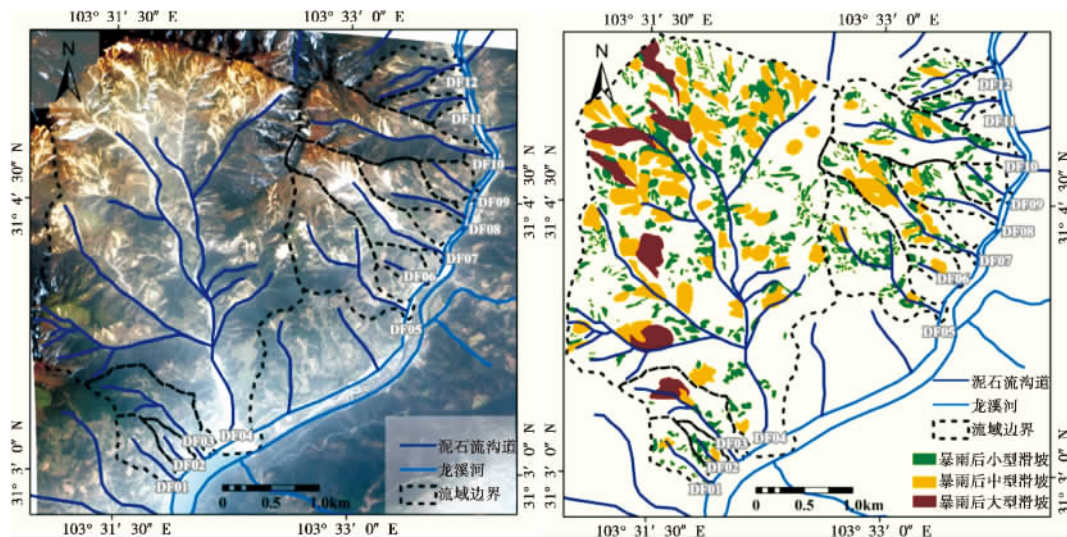 103° 31′ 30″ E
103° 33′ 0″ E
N
31° 4′ 30″ N
31° 3′ 0″ N
DF12
DF11
DF10
DF09
DF08
DF07
DF06
DF05
DF04
DF03
DF02
DF01
泥石流沟道
龙溪河
流域边界
0 0.5 1.0km
103° 31′ 30″ E
103° 33′ 0″ E
103° 31′ 30″ E
103° 33′ 0″ E
N
31° 4′ 30″ N
31° 3′ 0″ N
31° 4′ 30″ N
31° 3′ 0″ N
DF12
DF11
DF10
DF09
DF08
DF07
DF06
DF05
DF04
DF03
DF02
DF01
泥石流沟道
龙溪河
流域边界
暴雨后小型滑坡
暴雨后中型滑坡
暴雨后大型滑坡
0 0.5 1.0km
103° 31′ 30″ E
103° 33′ 0″ E
31° 4′ 30″ N
31° 3′ 0″ N